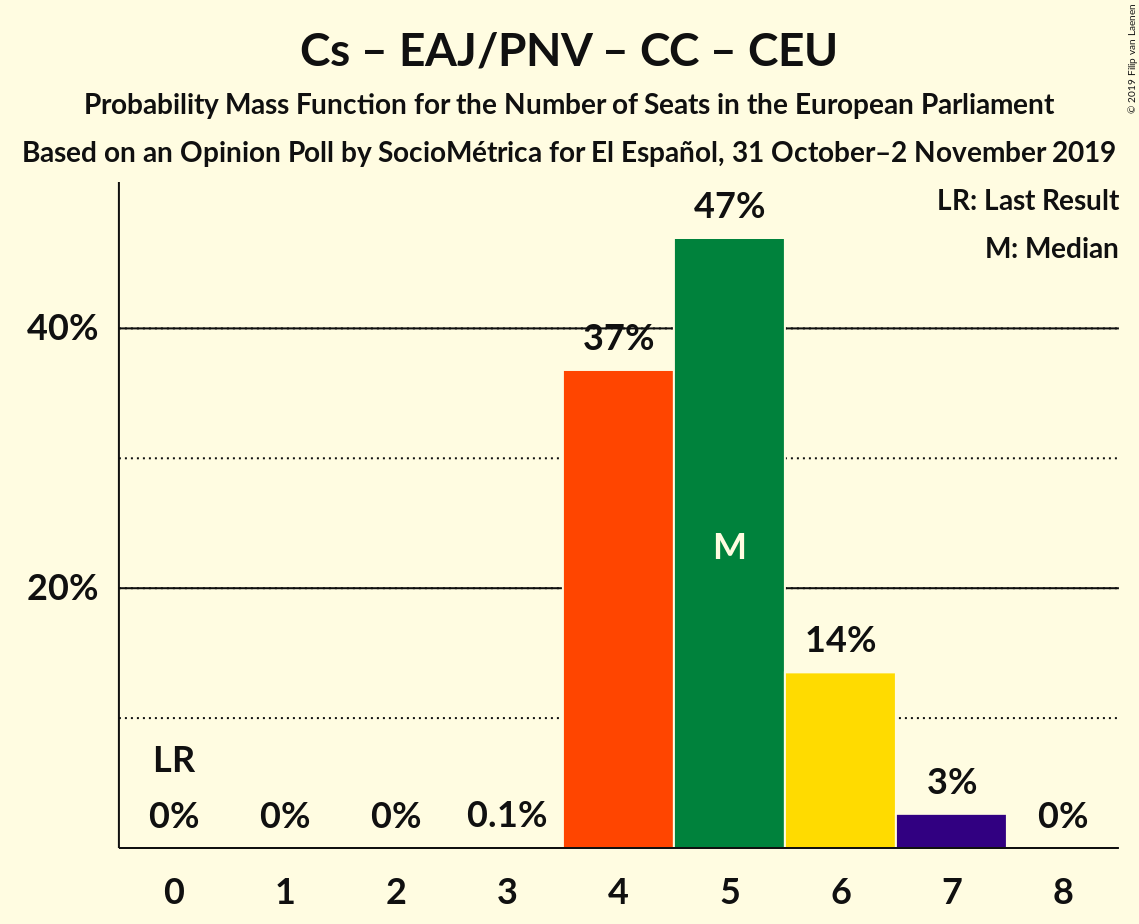 Cs – EAJ/PNV – CC – CEU
Probability Mass Function for the Number of Seats in the European Parliament
Based on an Opinion Poll by SocioMétrica for El Español, 31 October–2 November 2019
© 2019 Filip van Laenen
LR: Last Result
M: Median
47%
40%
37%
M
20%
14%
LR
3%
0% 0% 0% 0.1% 0%
0 1 2 3 4 5 6 7 8